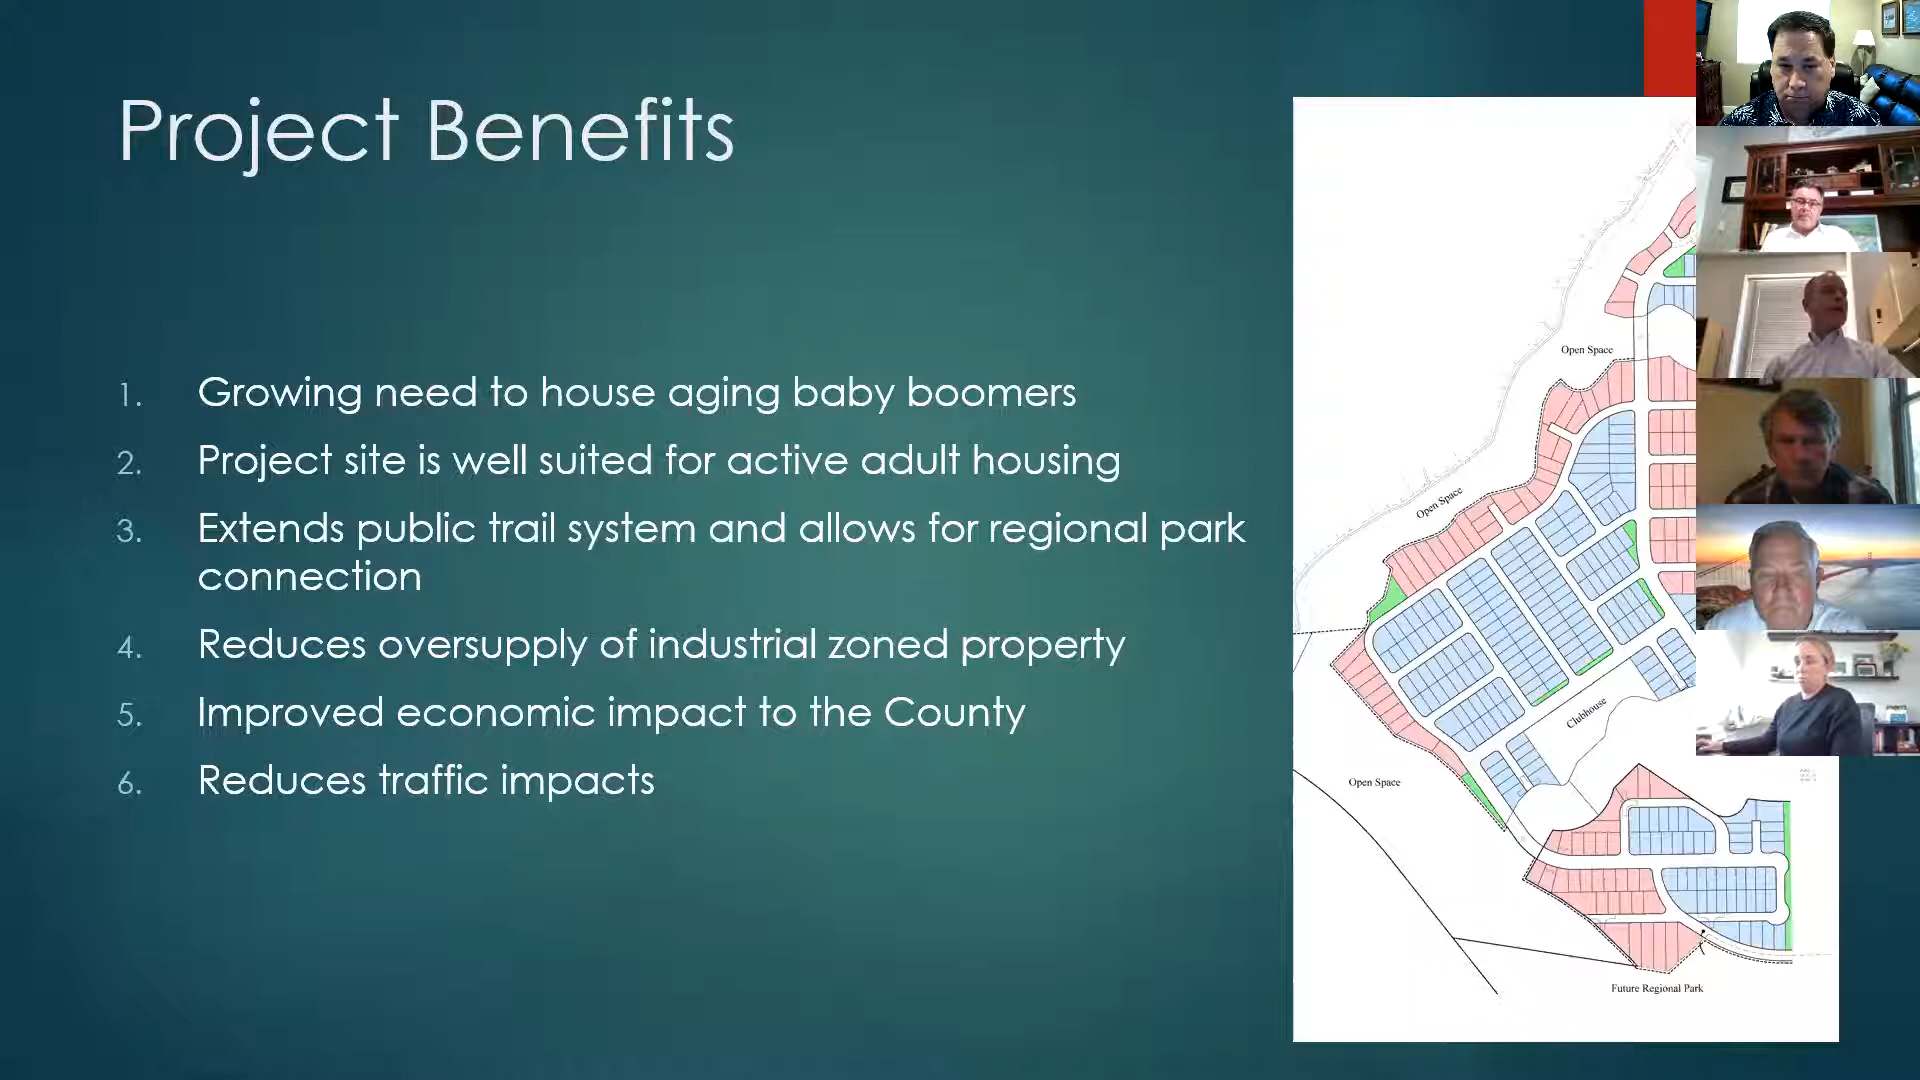 Project Benefits
1. Growing need to house aging baby boomers
2. Project site is well suited for active adult housing
3. Extends public trail system and allows for regional park
connection
4. Reduces oversupply of industrial zoned property
5. Improved economic impact to the County
6. Reduces traffic impacts
Open Space
Open Space
Clubhouse
Open Space
Future Regional Park